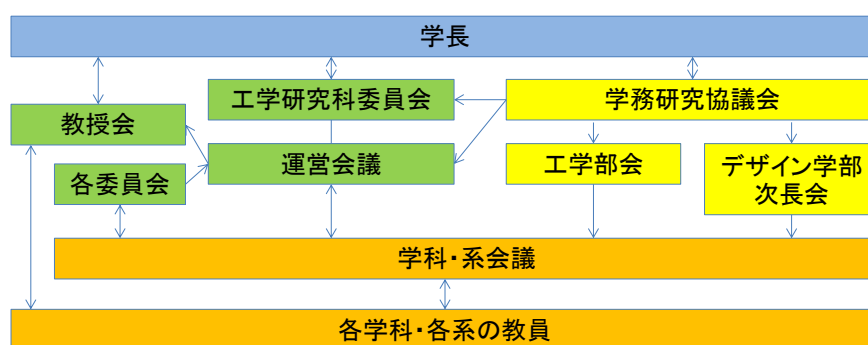 学長
工学研究科委員会
学務研究協議会
教授会
運営会議
工学部会
デザイン学部
次長会
各委員会
学科・系会議
各学科・各系の教員